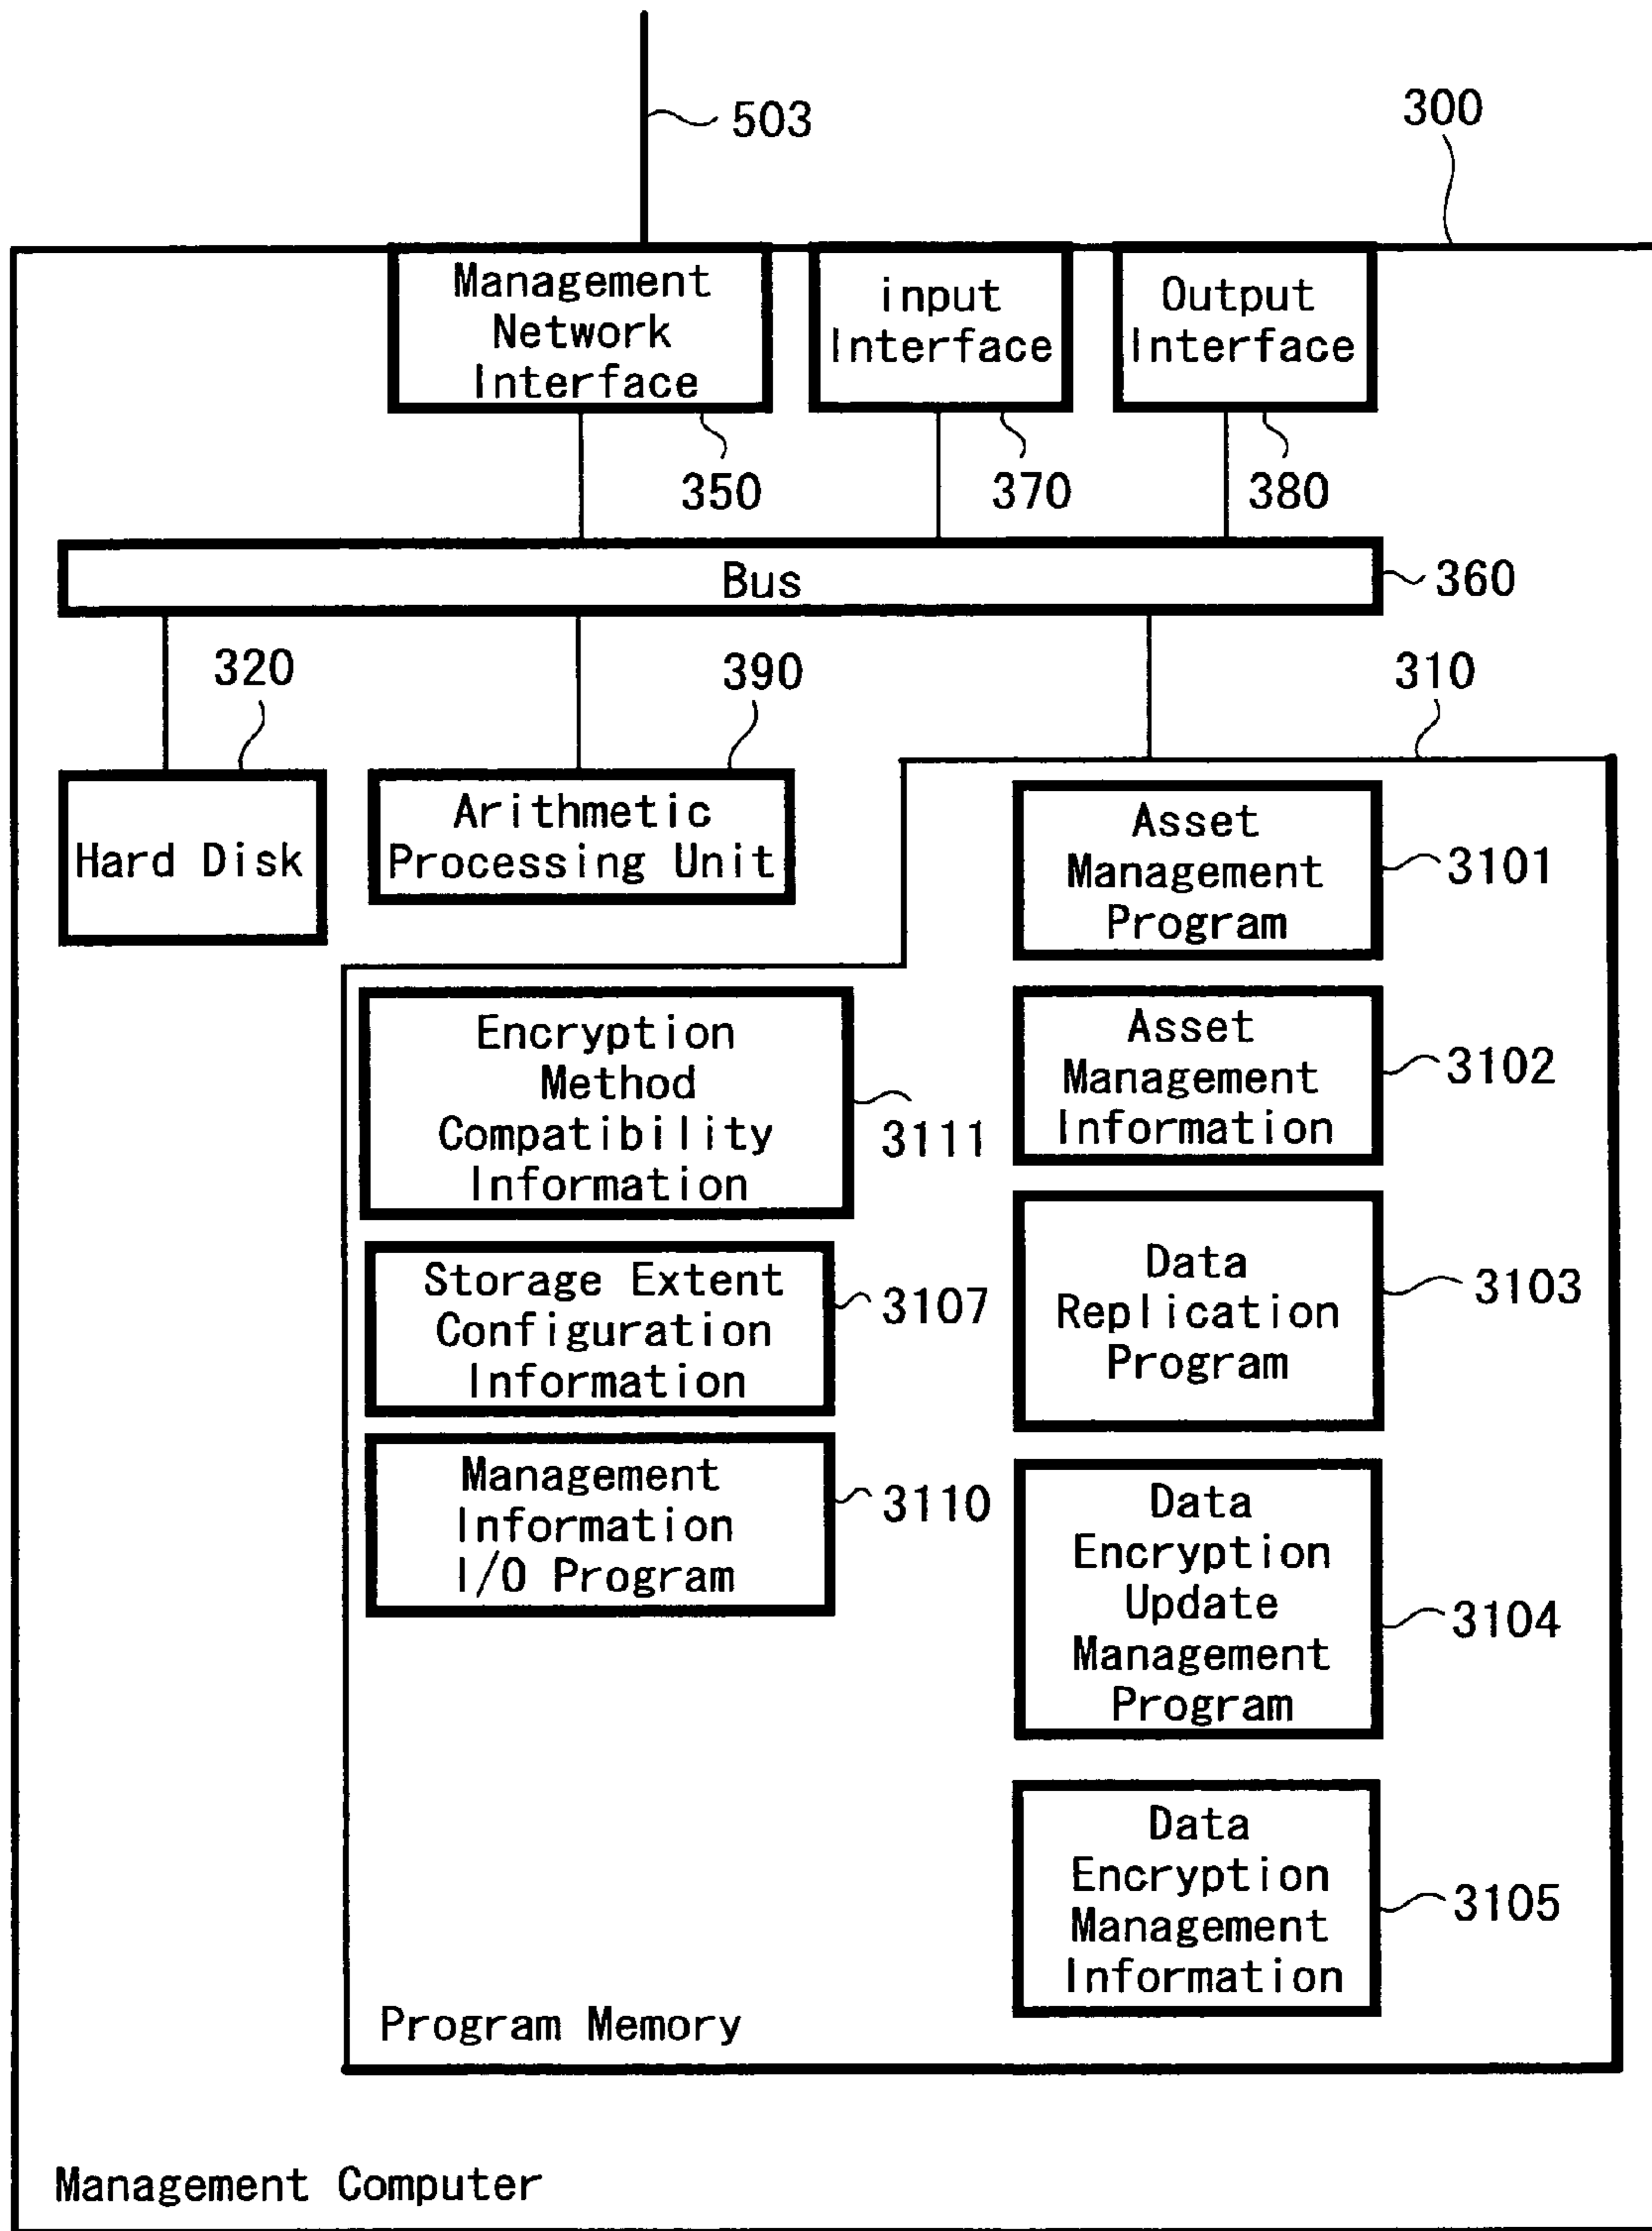 503
300
Management
Network
Interface
input
Interface
Output
Interface
350
370
380
Bus
360
320
390
310
Hard Disk
Arithmetic
Processing Unit
Asset
Management
Program
3101
Encryption
Method
Compatibility
Information
3111
Asset
Management
Information
3102
Storage Extent
Configuration
Information
3107
Data
Replication
Program
3103
Management
Information
I/O Program
3110
Data
Encryption
Update
Management
Program
3104
Data
Encryption
Management
Information
3105
Program Memory
Management Computer